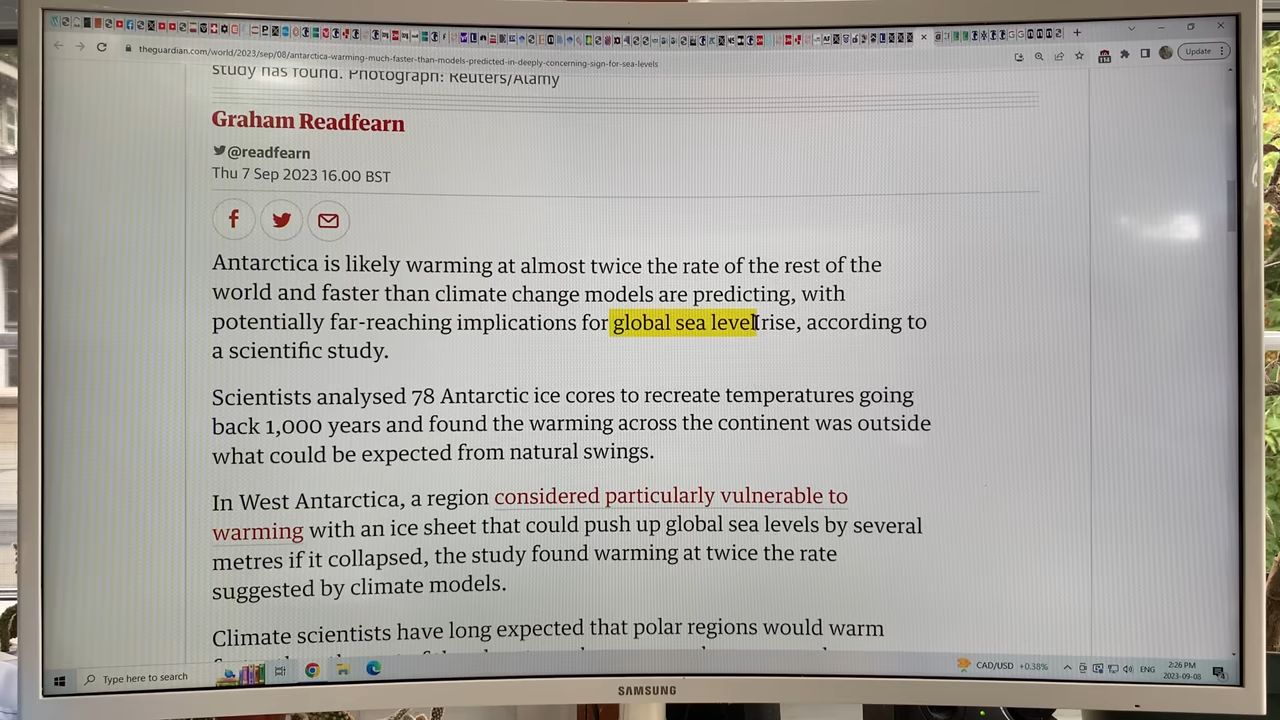 theguardian.com/world/2023/sep/08/antarctica-warming-much-faster-than-models-predicted-in-deeply-concerning-sign-for-sea-levels
Update
study has found. Photograph: Reuters/Alamy
Graham Readfearn
@readfearn
Thu 7 Sep 2023 16.00 BST
Antarctica is likely warming at almost twice the rate of the rest of the
world and faster than climate change models are predicting, with
potentially far-reaching implications for global sea level rise, according to
a scientific study.
Scientists analysed 78 Antarctic ice cores to recreate temperatures going
back 1,000 years and found the warming across the continent was outside
what could be expected from natural swings.
In West Antarctica, a region considered particularly vulnerable to
warming with an ice sheet that could push up global sea levels by several
metres if it collapsed, the study found warming at twice the rate
suggested by climate models.
Climate scientists have long expected that polar regions would warm
Type here to search
CAD/USD +0.38%
ENG
2:26 PM
2023-09-08
SAMSUNG